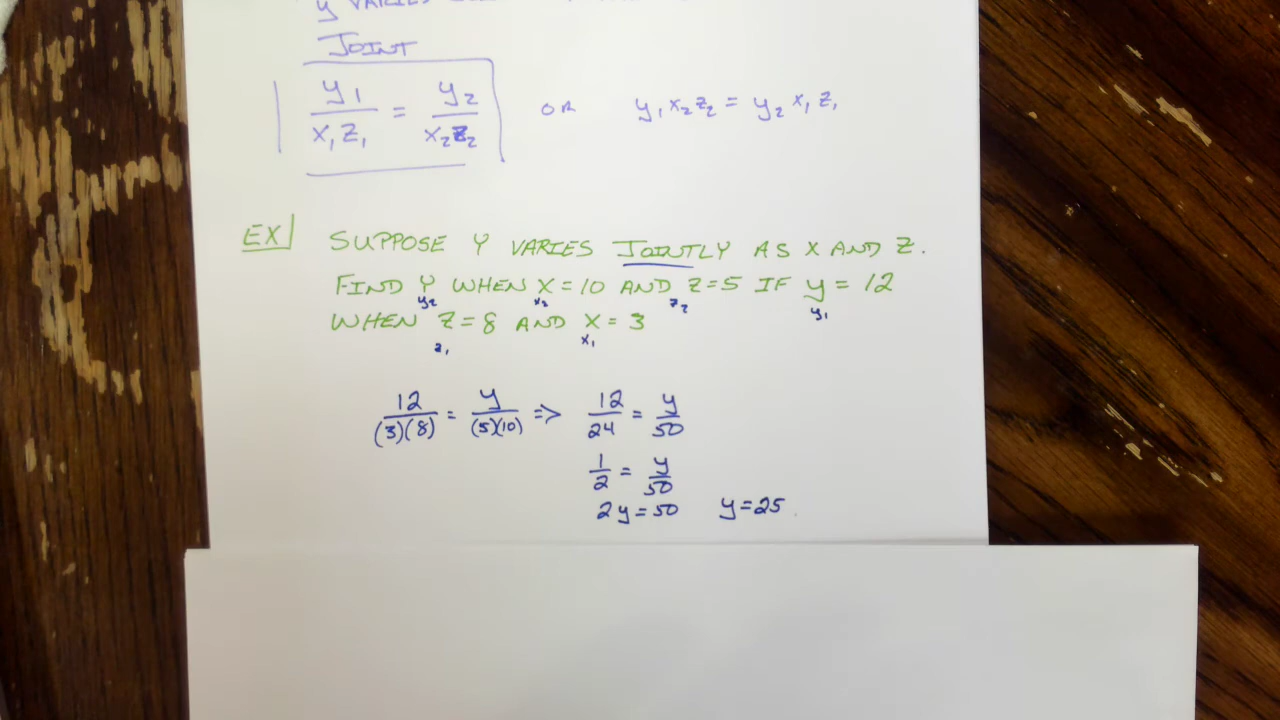 y VARIES
JOINT
y1/x1z1 = y2/x2z2 OR y1x2z2 = y2x1z1
EX SUPPOSE Y VARIES JOINTLY AS X AND Z.
FIND Y WHEN X=10 AND Z=5 IF y = 12
y2 x2 z2 y1
WHEN Z=8 AND X=3
z1 x1
12/(3)(8) = y/(5)(10) => 12/24 = y/50
1/2 = y/50
2y=50 y=25